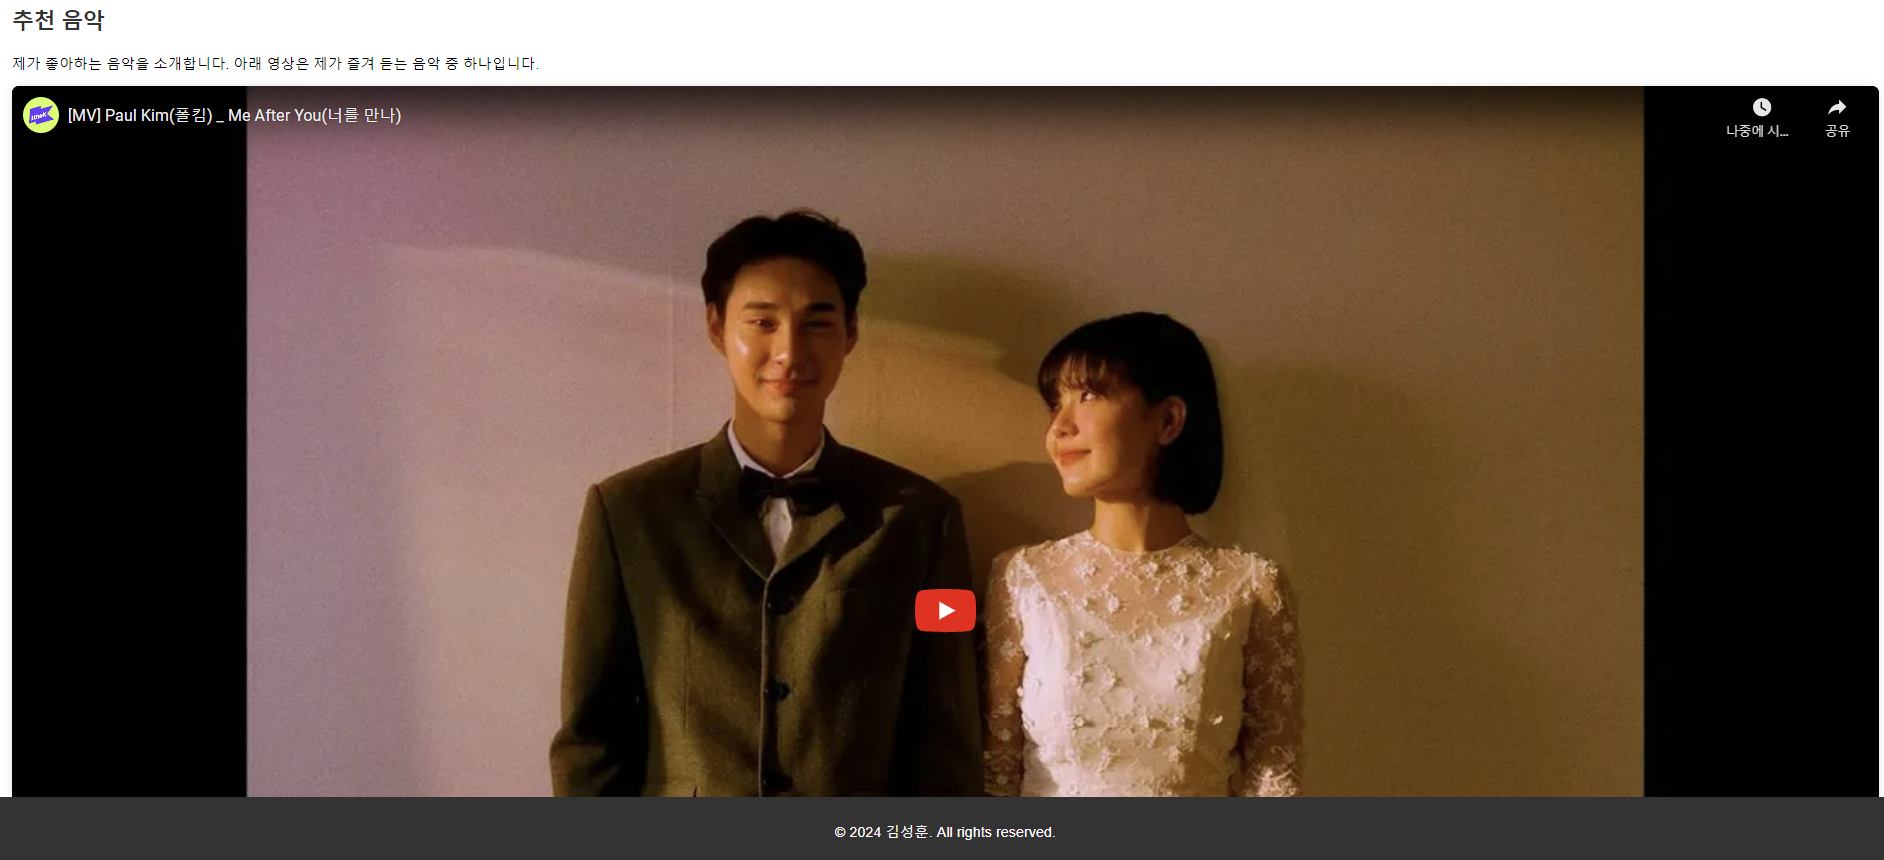 추천 음악
제가 좋아하는 음악을 소개합니다. 아래 영상은 제가 즐겨 듣는 음악 중 하나입니다.
1theK
[MV] Paul Kim(폴킴) _ Me After You(너를 만나)
나중에 시...
공유
© 2024 김성훈. All rights reserved.